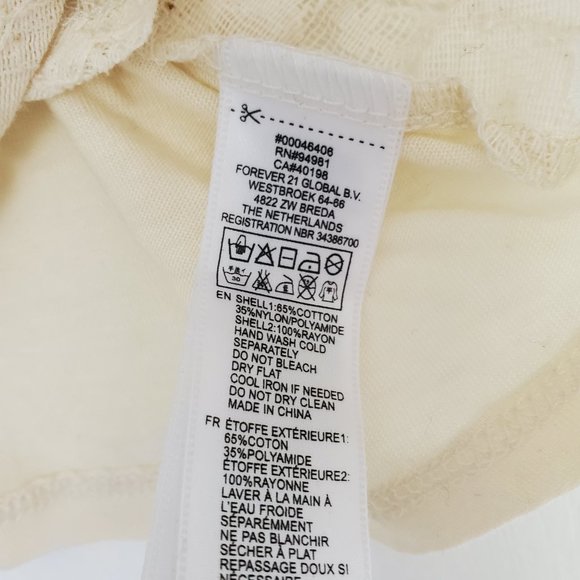 #00046406
RN#94981
CA#40198
FOREVER 21 GLOBAL B.V.
WESTBROEK 64-66
4822 ZW BREDA
THE NETHERLANDS
REGISTRATION NBR 34386700
EN SHELL1:65%COTTON
35%NYLON/POLYAMIDE
SHELL2:100%RAYON
HAND WASH COLD
SEPARATELY
DO NOT BLEACH
DRY FLAT
COOL IRON IF NEEDED
DO NOT DRY CLEAN
MADE IN CHINA
FR ÉTOFFE EXTÉRIEURE1:
65%COTON
35%POLYAMIDE
ÉTOFFE EXTÉRIEURE2:
100%RAYONNE
LAVER À LA MAIN À
L'EAU FROIDE
SÉPARÉMENT
NE PAS BLANCHIR
SÉCHER À PLAT
REPASSAGE DOUX SI
NÉCESSAIRE